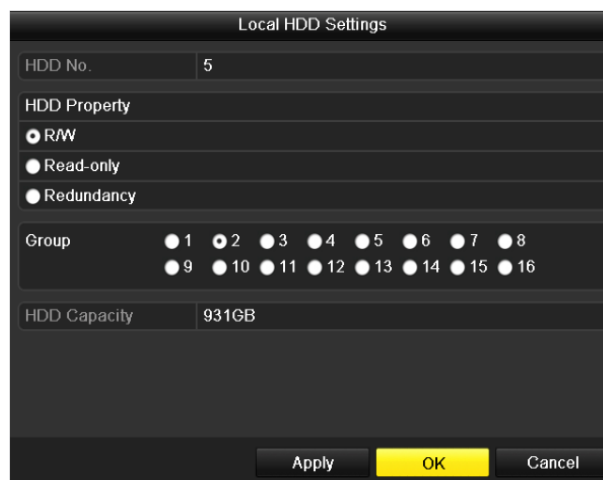 Local HDD Settings
HDD No. 5
HDD Property
R/W
Read-only
Redundancy
Group 1 2 3 4 5 6 7 8
9 10 11 12 13 14 15 16
HDD Capacity 931GB
Apply OK Cancel